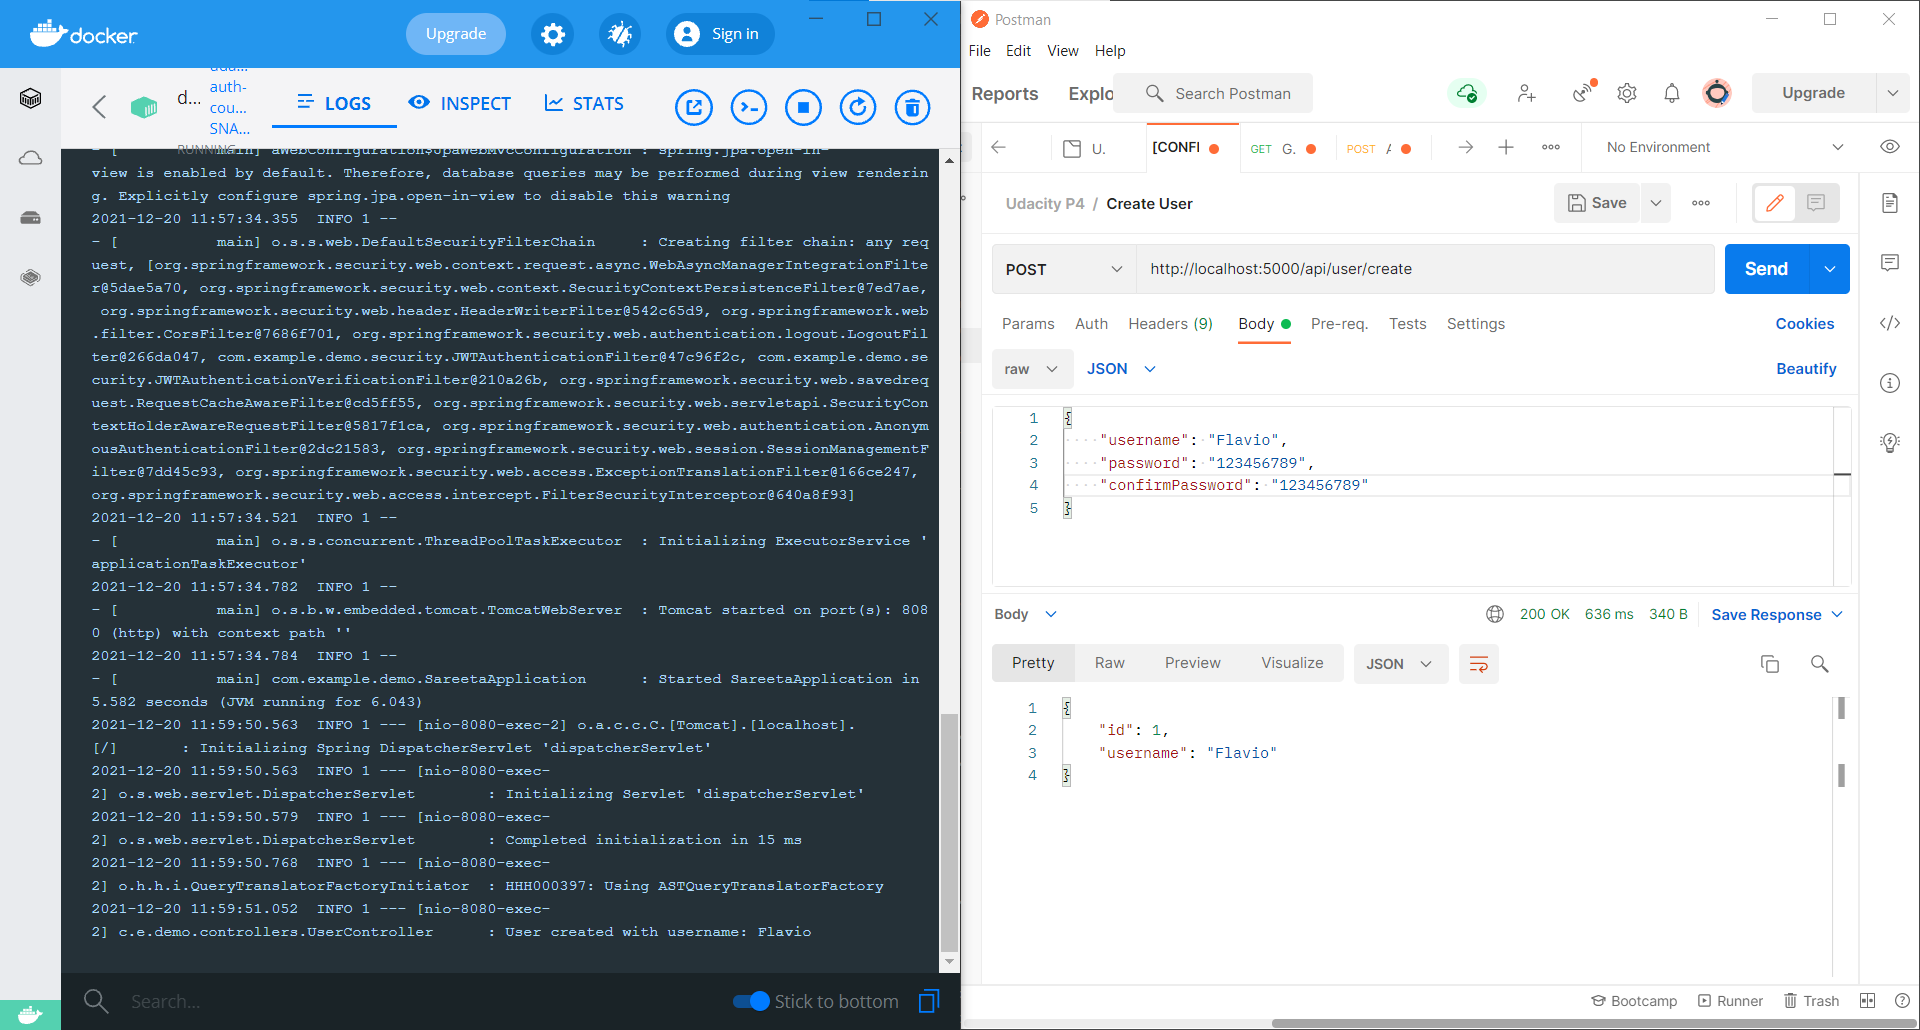 docker
Upgrade
Sign in
d...
auth-
cou...
SNA...
LOGS
INSPECT
STATS
view is enabled by default. Therefore, database queries may be performed during view renderin
g. Explicitly configure spring.jpa.open-in-view to disable this warning
2021-12-20 11:57:34.355  INFO 1 --
- [           main] o.s.s.web.DefaultSecurityFilterChain     : Creating filter chain: any req
uest, [org.springframework.security.web.context.request.async.WebAsyncManagerIntegrationFilte
r@5dae5a70, org.springframework.security.web.context.SecurityContextPersistenceFilter@7ed7ae,
 org.springframework.security.web.header.HeaderWriterFilter@542c65d9, org.springframework.web
.filter.CorsFilter@7686f701, org.springframework.security.web.authentication.logout.LogoutFil
ter@266da047, com.example.demo.security.JWTAuthenticationFilter@47c96f2c, com.example.demo.se
curity.JWTAuthenticationVerificationFilter@210a26b, org.springframework.security.web.savedreq
uest.RequestCacheAwareFilter@cd5ff55, org.springframework.security.web.servletapi.SecurityCon
textHolderAwareRequestFilter@5817f1ca, org.springframework.security.web.authentication.Anonym
ousAuthenticationFilter@2dc21583, org.springframework.security.web.session.SessionManagementF
ilter@7dd45c93, org.springframework.security.web.access.ExceptionTranslationFilter@166ce247,
org.springframework.security.web.access.intercept.FilterSecurityInterceptor@640a8f93]
2021-12-20 11:57:34.521  INFO 1 --
- [           main] o.s.s.concurrent.ThreadPoolTaskExecutor  : Initializing ExecutorService '
applicationTaskExecutor'
2021-12-20 11:57:34.782  INFO 1 --
- [           main] o.s.b.w.embedded.tomcat.TomcatWebServer  : Tomcat started on port(s): 808
0 (http) with context path ''
2021-12-20 11:57:34.784  INFO 1 --
- [           main] com.example.demo.SareetaApplication      : Started SareetaApplication in
5.582 seconds (JVM running for 6.043)
2021-12-20 11:59:50.563  INFO 1 --- [nio-8080-exec-2] o.a.c.c.C.[Tomcat].[localhost].
[/]       : Initializing Spring DispatcherServlet 'dispatcherServlet'
2021-12-20 11:59:50.563  INFO 1 --- [nio-8080-exec-
2] o.s.web.servlet.DispatcherServlet        : Initializing Servlet 'dispatcherServlet'
2021-12-20 11:59:50.579  INFO 1 --- [nio-8080-exec-
2] o.s.web.servlet.DispatcherServlet        : Completed initialization in 15 ms
2021-12-20 11:59:50.768  INFO 1 --- [nio-8080-exec-
2] o.h.h.i.QueryTranslatorFactoryInitiator  : HHH000397: Using ASTQueryTranslatorFactory
2021-12-20 11:59:51.052  INFO 1 --- [nio-8080-exec-
2] c.e.demo.controllers.UserController      : User created with username: Flavio
Search...
Stick to bottom
Postman
File Edit View Help
Reports Explo
Search Postman
Upgrade
U.
[CONFI
GET G.
POST
No Environment
Udacity P4 / Create User
Save
POST
http://localhost:5000/api/user/create
Send
Params Auth Headers (9) Body Pre-req. Tests Settings
Cookies
raw
JSON
Beautify
1 {
2 "username": "Flavio",
3 "password": "123456789",
4 "confirmPassword": "123456789"
5 }
Body
200 OK 636 ms 340 B
Save Response
Pretty Raw Preview Visualize
JSON
1 {
2 "id": 1,
3 "username": "Flavio"
4 }
Bootcamp Runner Trash